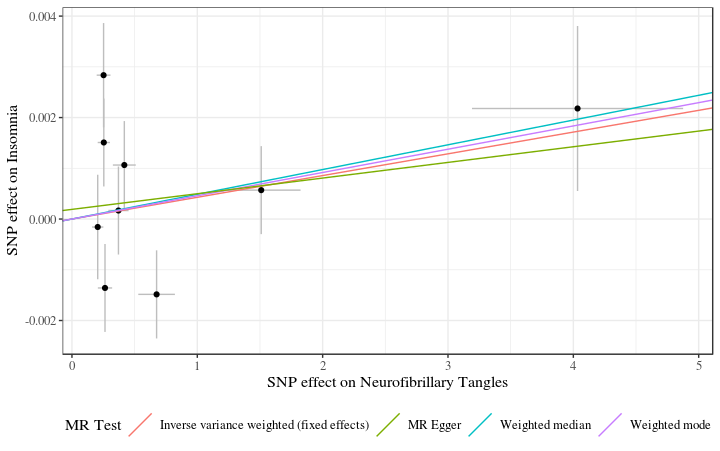 SNP effect on Insomnia
0.004
0.002
0.000
-0.002
0 1 2 3 4 5
SNP effect on Neurofibrillary Tangles
MR Test Inverse variance weighted (fixed effects) MR Egger Weighted median Weighted mode